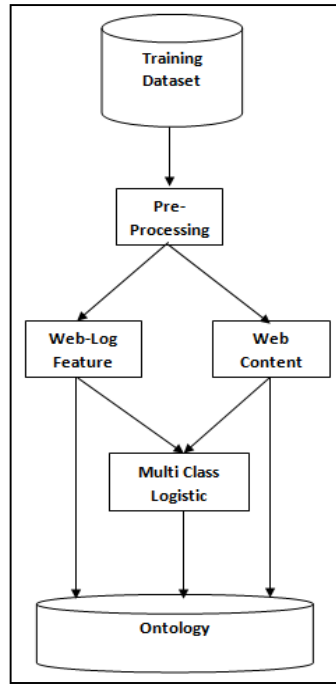 Training
Dataset
Pre-
Processing
Web-Log
Feature
Web
Content
Multi Class
Logistic
Ontology